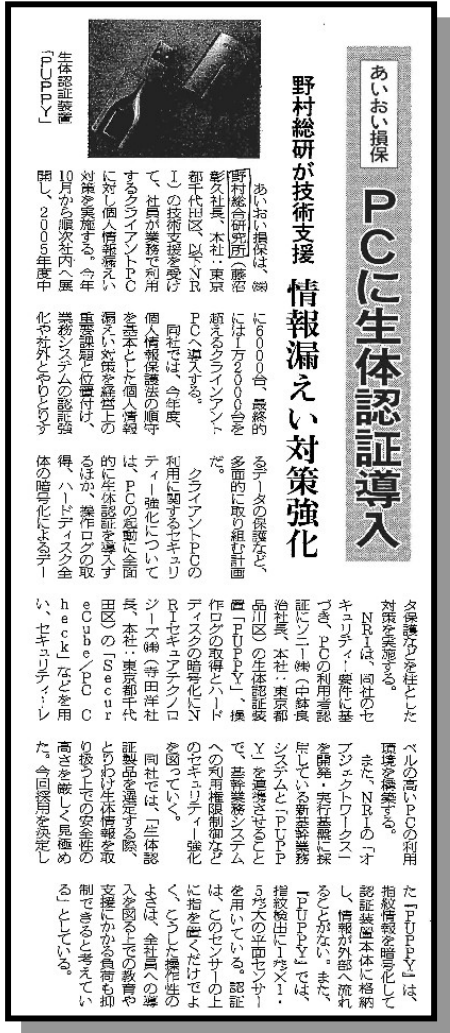 あいおい損保
PCに生体認証導入
野村総研が技術支援
情報漏えい対策強化
生体認証装置
「PUPPY」
あいおい損保は、㈱
野村総合研究所(藤沼
彰久社長、本社:東京
都千代田区、以下NR
I)の技術支援を受け
て、社員が業務で利用
するクライアントPC
に対し個人情報漏えい
対策を実施する。今年
10月から順次社内へ展
開し、2005年度中
に6000台、最終的
には1万2000台を
超えるクラインアント
PCへ導入する。
同社では、今年度、
個人情報保護法の順守
を基本とした個人情報
漏えい対策を経営上の
重要課題と位置付け、
業務システムの認証強
化や社外とやりとりす
るデータの保護など、
多面的に取り組む計画
だ。
クライアントPCの
利用に関するセキュリ
ティー強化について
は、PCの起動に全面
的に生体認証を導入す
るほか、操作ログの取
得、ハードディスク全
体の暗号化によるデー
タ保護などを柱とした
対策を実施する。
NRIは、同社のセ
キュリティー要件に基
づき、PCの利用者認
証にソニー㈱(中鉢良
治社長、本社:東京都
品川区)の生体認証装
置「PUPPY」、操
作ログの取得とハード
ディスクの暗号化にN
RIセキュアテクノロ
ジーズ㈱(寺田洋社
長、本社:東京都千代
田区)の「Secur
eCube/PC C
heck」などを用
い、セキュリティーレ
ベルの高いPCの利用
環境を構築する。
また、NRIの「オ
ブジェクトワークス」
を開発・実行基盤に採
用している新基幹業務
システムと「PUPP
Y」を連携させること
で、基幹業務システム
への利用権限制御など
のセキュリティー強化
を図っていく。
同社では、「生体認
証製品を選定する際、
とりわけ生体情報を取
り扱う上での安全性の
高さを厳しく見極め
た。今回採用を決定し
た『PUPPY』は、
指紋情報を暗号化して
認証装置本体に格納
し、情報が外部へ流れ
ることがない。また、
『PUPPY』では、
指紋検出に1㌢×1・
5㌢大の平面センサー
を用いている。認証
は、このセンサーの上
に指を置くだけでよ
く、こうした操作性の
よさは、全社員への導
入を図る上での教育や
支援にかかる負荷も抑
制できると考えてい
る」としている。